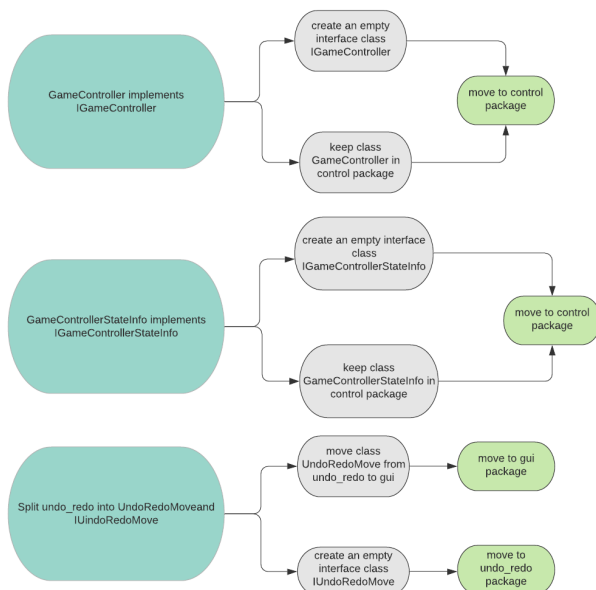 create an empty
interface class
IGameController
GameController implements
IGameController
move to control
package
keep class
GameController in
control package
create an empty interface
class
IGameControllerStateInfo
GameControllerStateInfo implements
IGameControllerStateInfo
move to control
package
keep class
GameControllerStateInfo in
control package
move class
UndoRedoMove from
undo_redo to gui
move to gui
package
Split undo_redo into UndoRedoMoveand
IUindoRedoMove
create an empty
interface class
IUndoRedoMove
move to
undo_redo
package